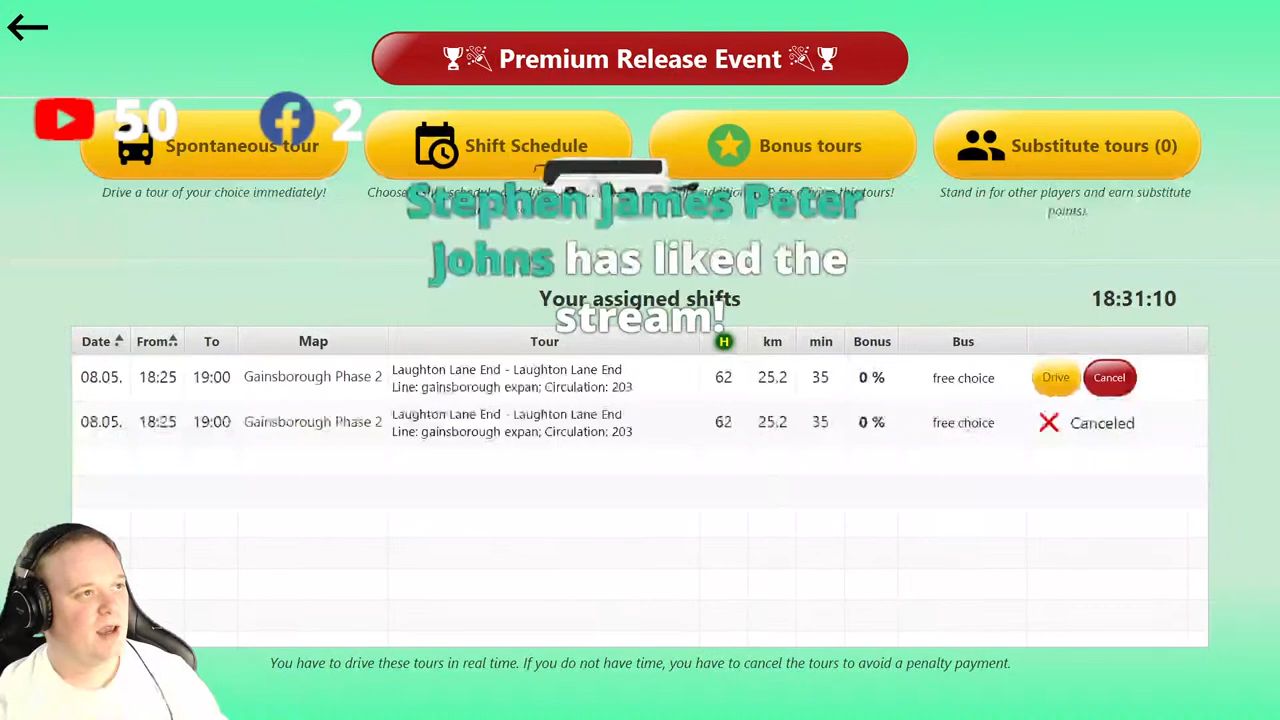 Premium Release Event
50 2
Spontaneous tour
Shift Schedule
Bonus tours
Substitute tours (0)
Drive a tour of your choice immediately!
Stand in for other players and earn substitute
points.
Stephen James Peter
Johns has liked the
stream!
Your assigned shifts
18:31:10
Date From To Map Tour H km min Bonus Bus
08.05. 18:25 19:00 Gainsborough Phase 2 Laughton Lane End - Laughton Lane End 62 25.2 35 0 % free choice Drive Cancel
Line: gainsborough expan; Circulation: 203
08.05. 18:25 19:00 Gainsborough Phase 2 Laughton Lane End - Laughton Lane End 62 25.2 35 0 % free choice Canceled
Line: gainsborough expan; Circulation: 203
You have to drive these tours in real time. If you do not have time, you have to cancel the tours to avoid a penalty payment.